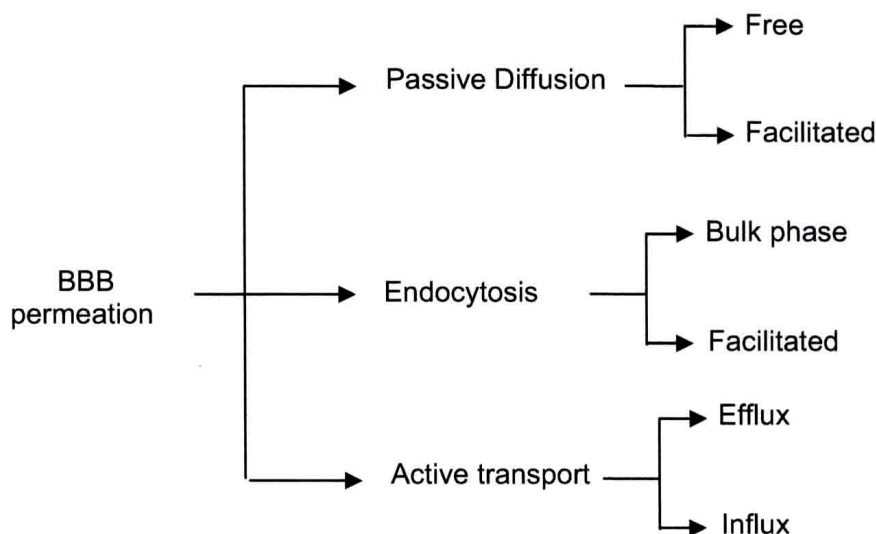 Free
Passive Diffusion
Facilitated
Bulk phase
BBB
permeation
Endocytosis
Facilitated
Efflux
Active transport
Influx